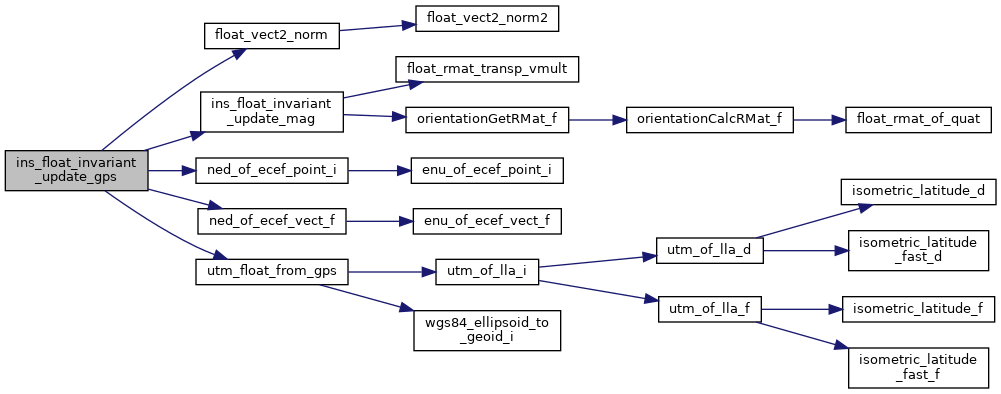 ins_float_invariant
_update_gps
float_vect2_norm
float_vect2_norm2
ins_float_invariant
_update_mag
float_rmat_transp_vmult
orientationGetRMat_f
orientationCalcRMat_f
float_rmat_of_quat
ned_of_ecef_point_i
enu_of_ecef_point_i
ned_of_ecef_vect_f
enu_of_ecef_vect_f
utm_float_from_gps
utm_of_lla_i
utm_of_lla_d
isometric_latitude_d
isometric_latitude
_fast_d
utm_of_lla_f
isometric_latitude_f
isometric_latitude
_fast_f
wgs84_ellipsoid_to
_geoid_i